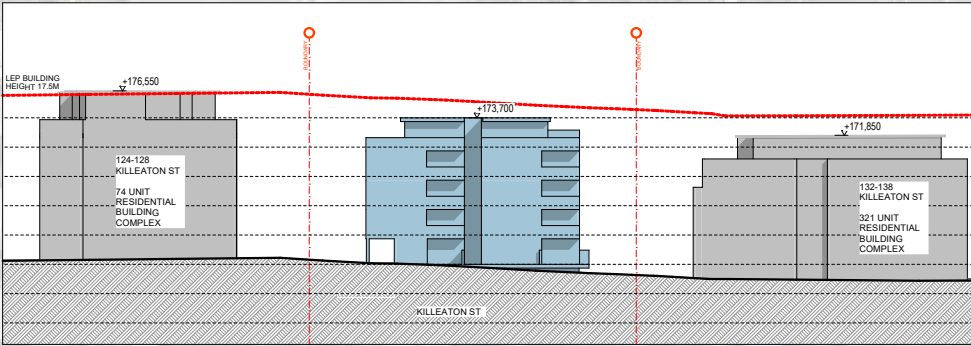 BOUNDARY
BOUNDARY
LEP BUILDING
HEIGHT 17.5M
+176,550
+173,700
+171,850
124-128
KILLEATON ST
74 UNIT
RESIDENTIAL
BUILDING
COMPLEX
132-138
KILLEATON ST
321 UNIT
RESIDENTIAL
BUILDING
COMPLEX
KILLEATON ST